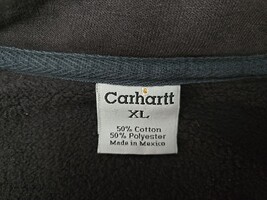 Carhartt
XL
50% Cotton
50% Polyester
Made in Mexico